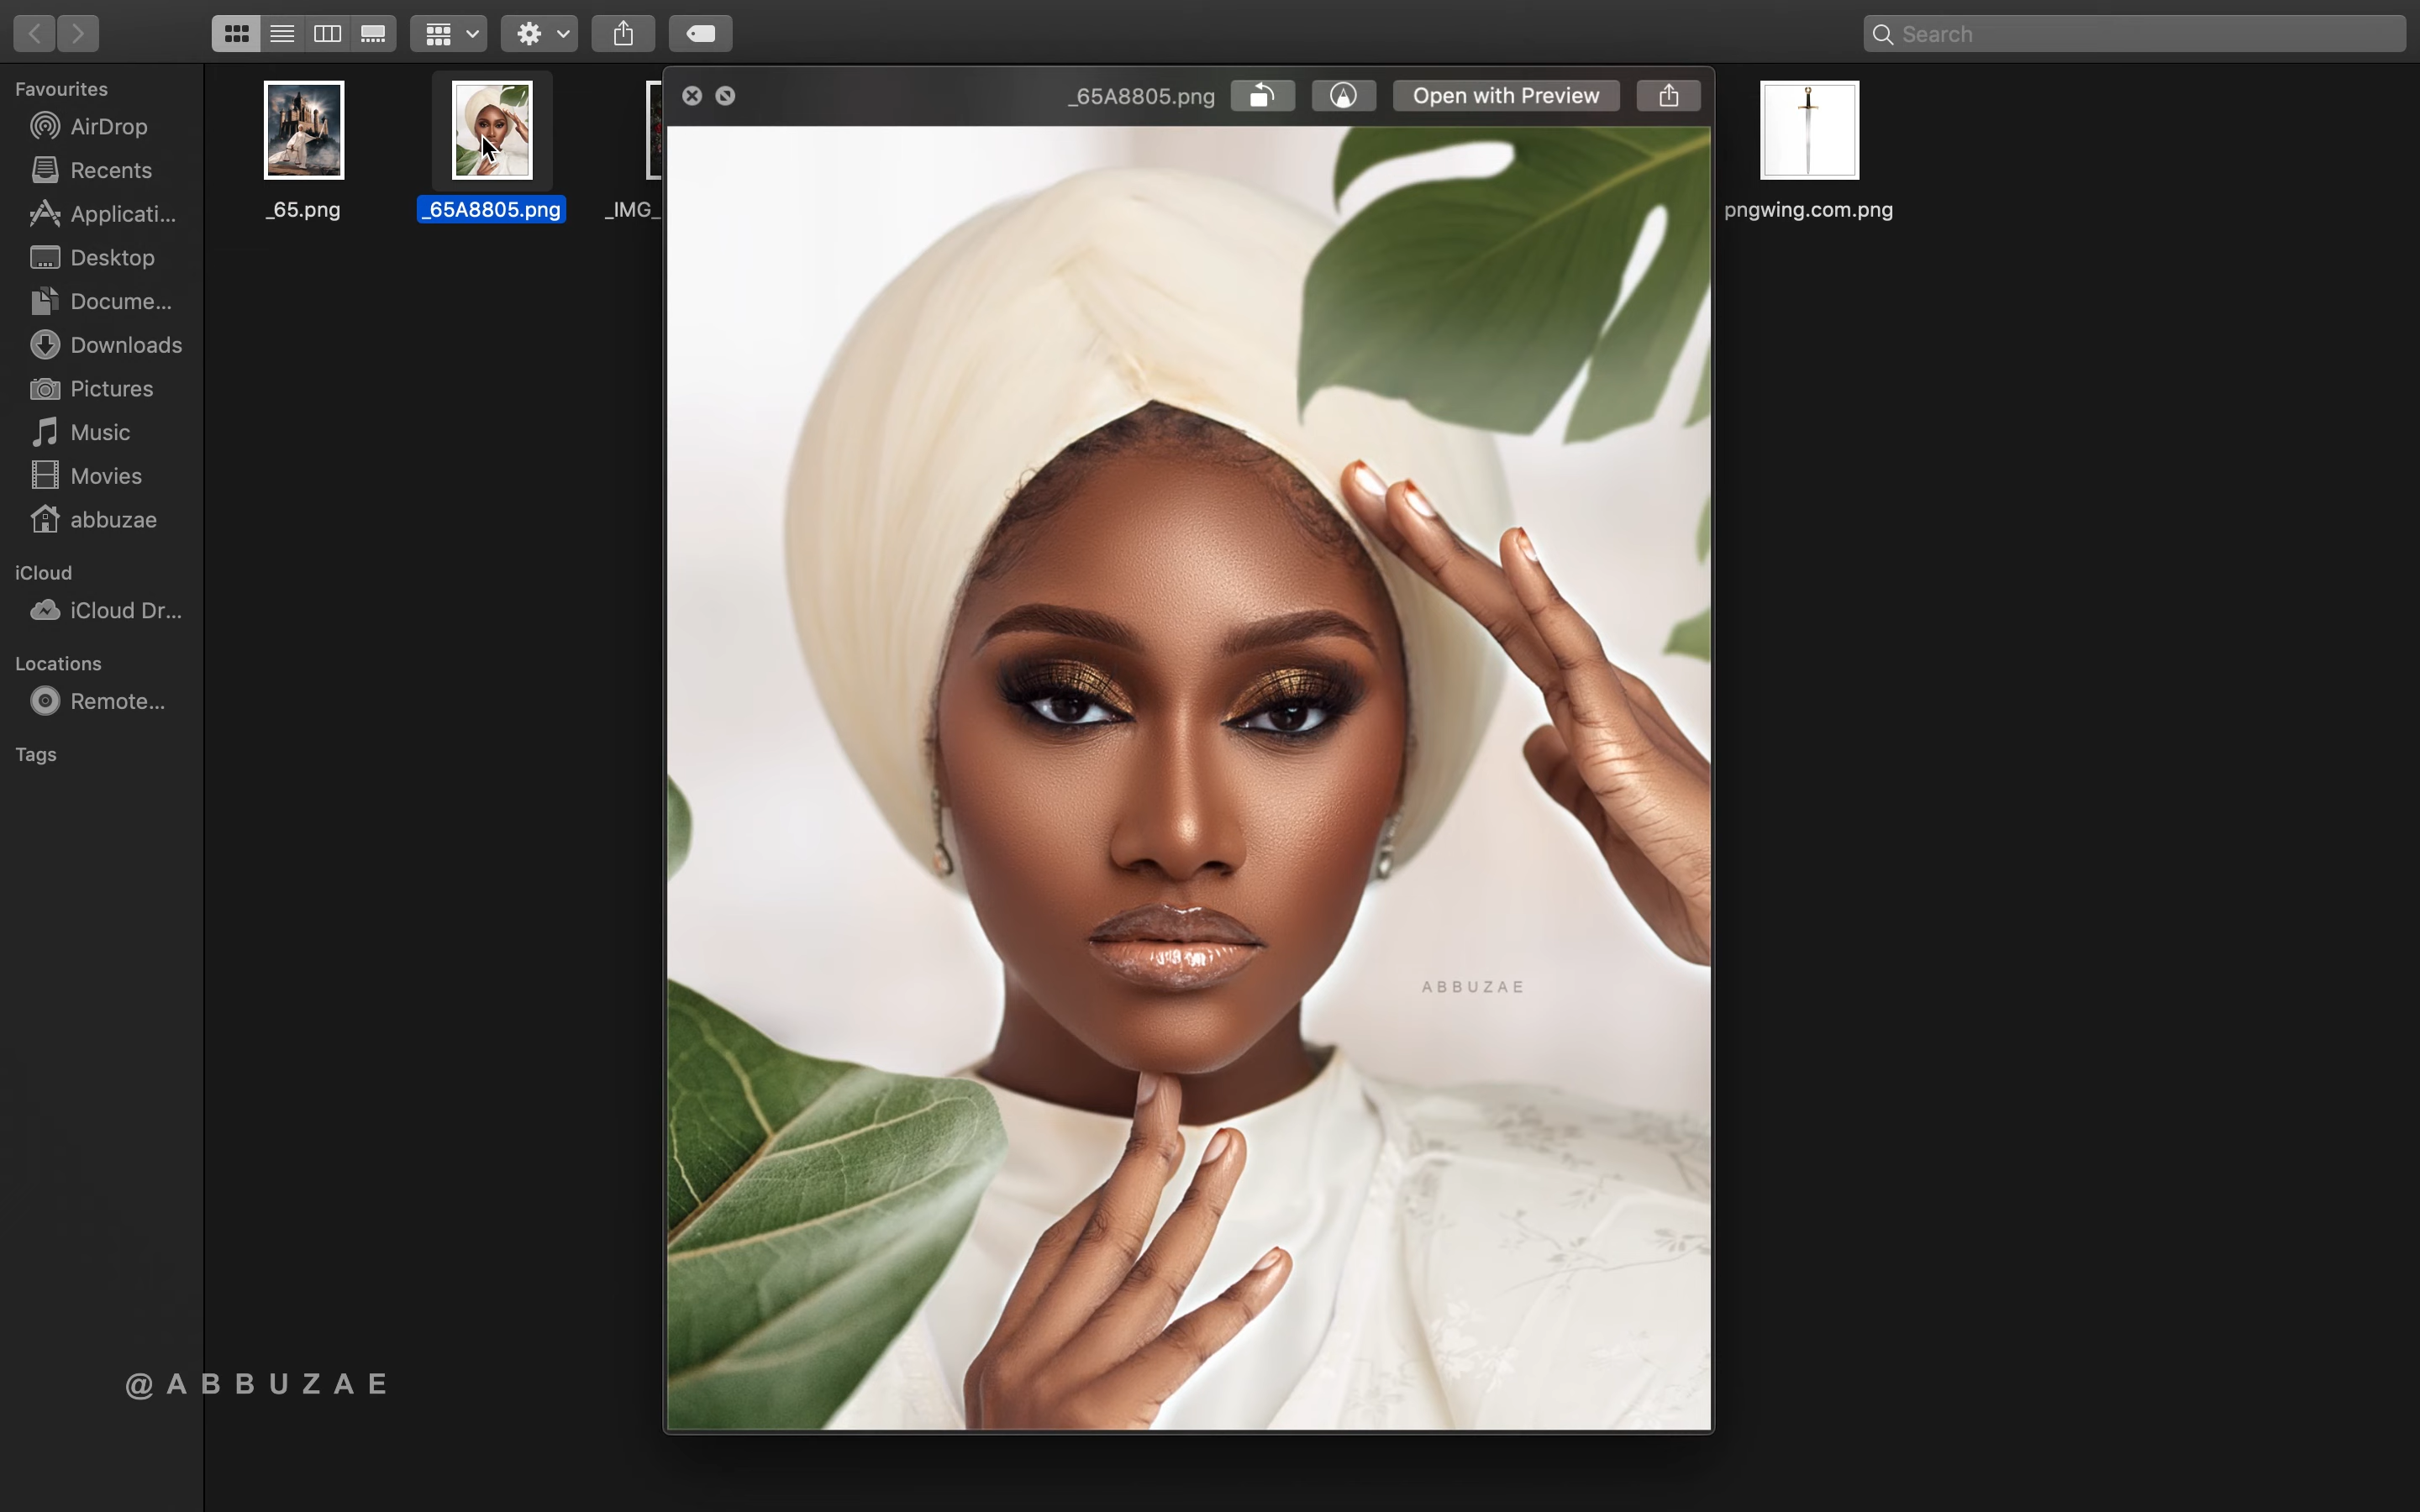 Search
Favourites
AirDrop
Recents
Applicati...
Desktop
Docume...
Downloads
Pictures
Music
Movies
abbuzae
iCloud
iCloud Dr...
Locations
Remote...
Tags
_65.png
_65A8805.png
_IMG_
pngwing.com.png
_65A8805.png
Open with Preview
ABBUZAE
@ABBUZAE